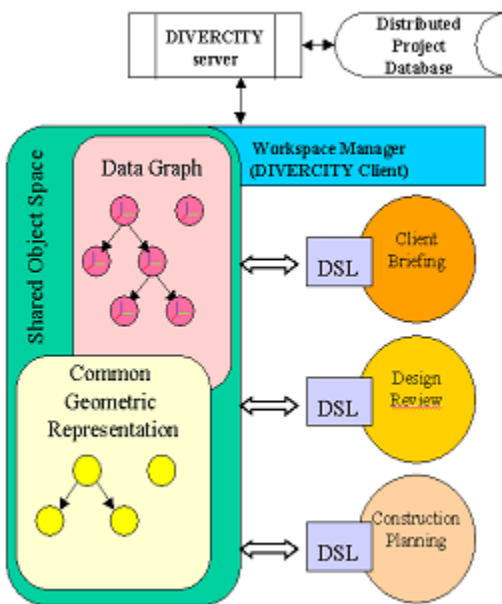 DIVERCITY
server
Distributed
Project
Database
Workspace Manager
(DIVERCITY Client)
Shared Object Space
Data Graph
DSL
Client
Briefing
Common
Geometric
Representation
DSL
Design
Review
DSL
Construction
Planning